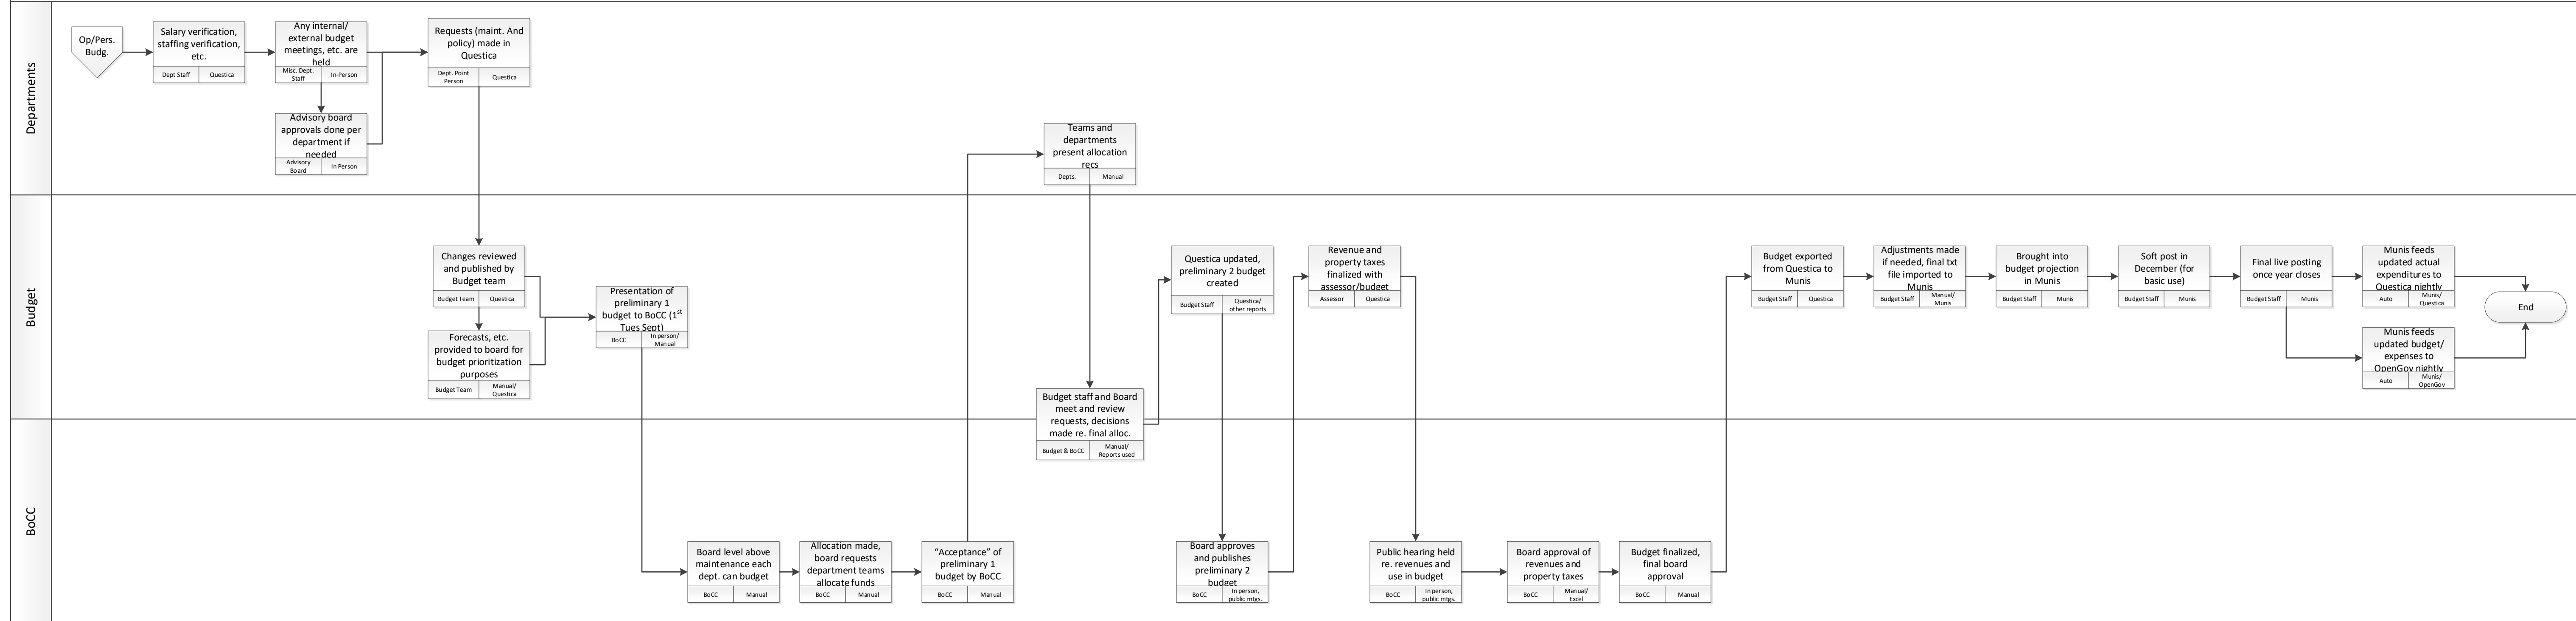 Departments
Op/Pers.
Budg.
Salary verification,
staffing verification,
etc.
Dept Staff
Questica
Any internal/
external budget
meetings, etc. are
held
Misc. Dept.
Staff
In-Person
Advisory board
approvals done per
department if
needed
Advisory
Board
In Person
Requests (maint. And
policy) made in
Questica
Dept. Point
Person
Questica
Teams and
departments
present allocation
recs
Depts.
Manual
Budget
Changes reviewed
and published by
Budget team
Budget Team
Questica
Forecasts, etc.
provided to board for
budget prioritization
purposes
Budget Team
Manual/
Questica
Presentation of
preliminary 1
budget to BoCC (1st
Tues Sept)
BoCC
In person/
Manual
Budget staff and Board
meet and review
requests, decisions
made re. final alloc.
Budget & BoCC
Manual/
Reports used
Questica updated,
preliminary 2 budget
created
Budget Staff
Questica/
other reports
Revenue and
property taxes
finalized with
assessor/budget
Assessor
Questica
Budget exported
from Questica to
Munis
Budget Staff
Questica
Adjustments made
if needed, final txt
file imported to
Munis
Budget Staff
Manual/
Munis
Brought into
budget projection
in Munis
Budget Staff
Munis
Soft post in
December (for
basic use)
Budget Staff
Munis
Final live posting
once year closes
Budget Staff
Munis
Munis feeds
updated actual
expenditures to
Questica nightly
Auto
Munis/
Questica
Munis feeds
updated budget/
expenses to
OpenGov nightly
Auto
Munis/
OpenGov
End
BoCC
Board level above
maintenance each
dept. can budget
BoCC
Manual
Allocation made,
board requests
department teams
allocate funds
BoCC
Manual
“Acceptance” of
preliminary 1
budget by BoCC
BoCC
Manual
Board approves
and publishes
preliminary 2
budget
BoCC
In person,
public mtgs.
Public hearing held
re. revenues and
use in budget
BoCC
In person,
public mtgs.
Board approval of
revenues and
property taxes
BoCC
Manual/
Excel
Budget finalized,
final board
approval
BoCC
Manual